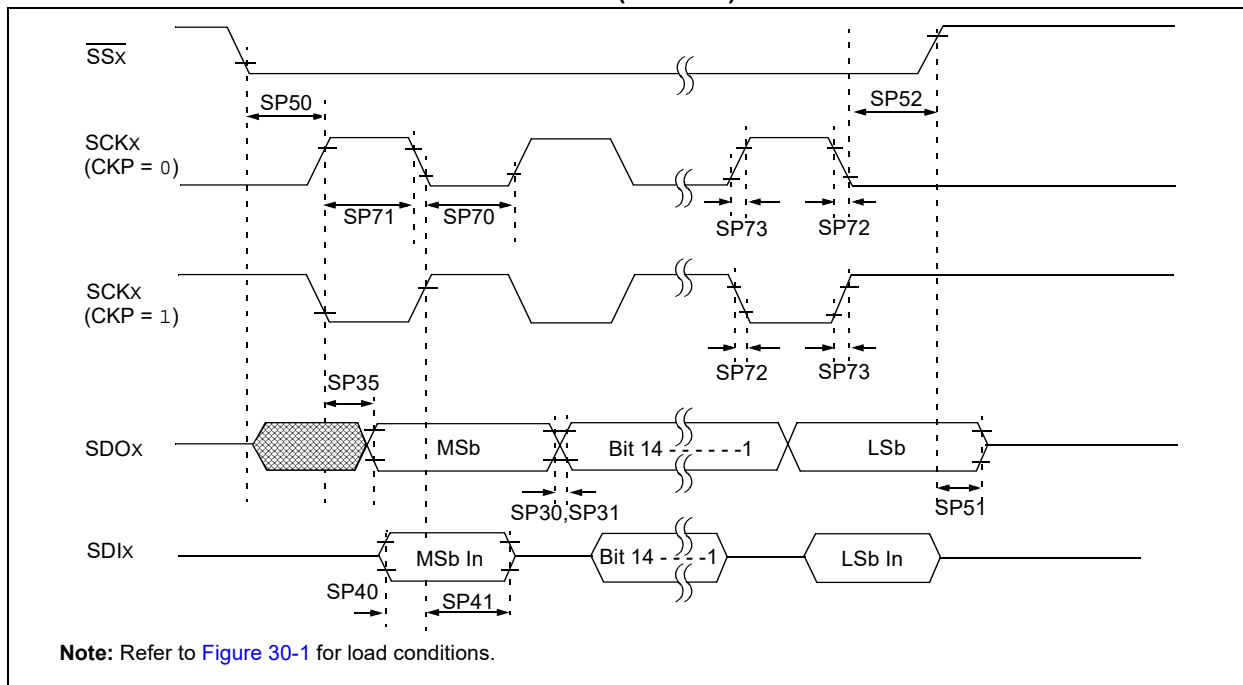 SSx
SP50
SP52
SCKx
(CKP = 0)
SP71
SP70
SP73
SP72
SCKx
(CKP = 1)
SP72
SP73
SP35
SDOx
MSb
Bit 14 - - - - - -1
LSb
SP30,SP31
SP51
SDIx
MSb In
Bit 14 - - - -1
LSb In
SP40
SP41
Note: Refer to Figure 30-1 for load conditions.